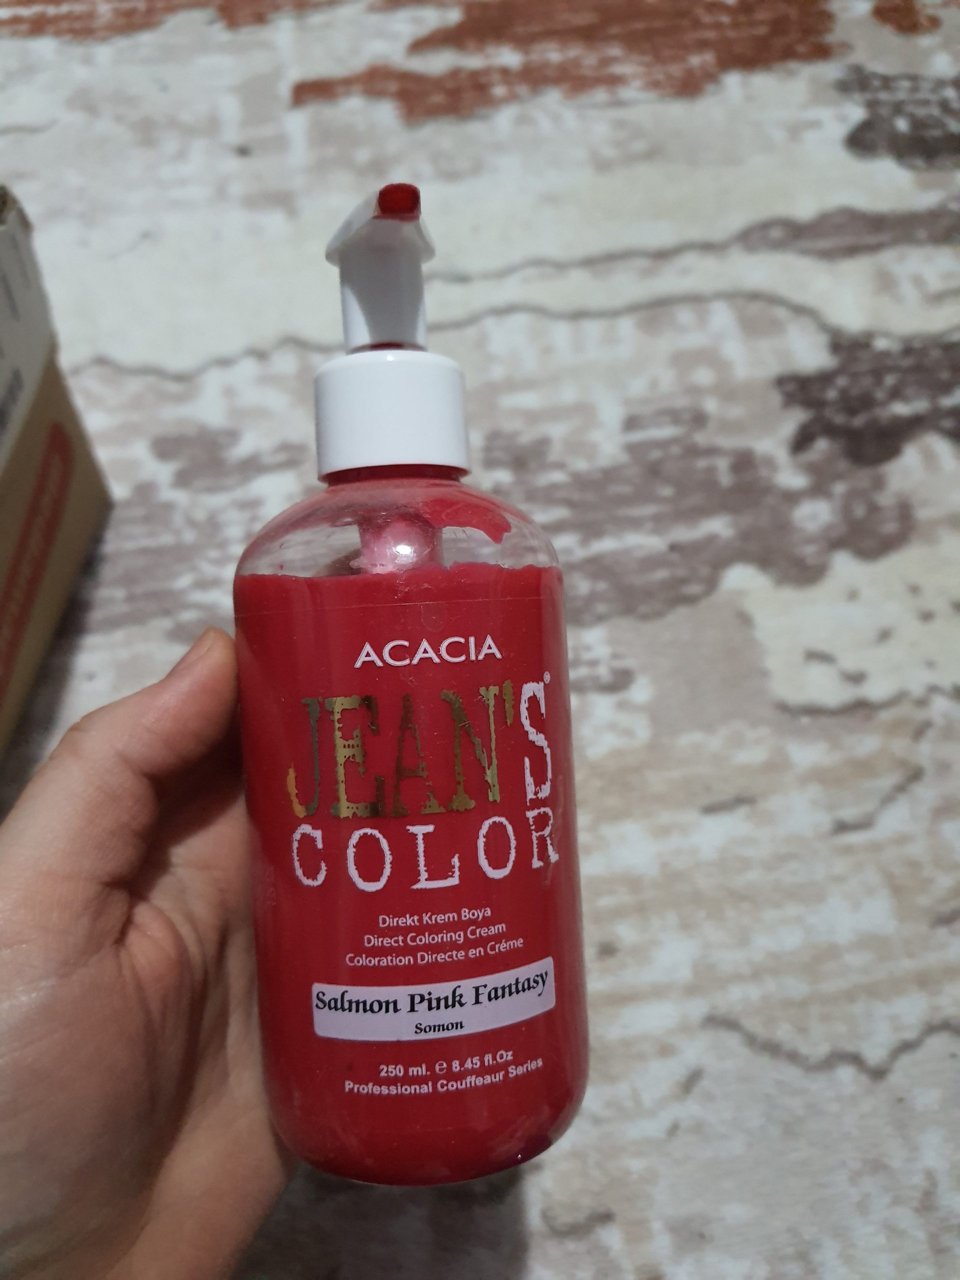 ACACIA
JEAN'S®
COLOR
Direkt Krem Boya
Direct Coloring Cream
Coloration Directe en Créme
Salmon Pink Fantasy
Somon
250 ml. ℮ 8.45 fl.Oz
Professional Couffeaur Series